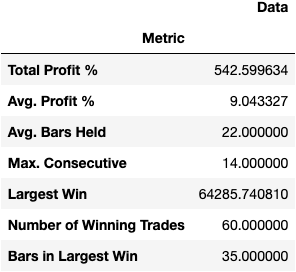 Data
Metric
Total Profit % 542.599634
Avg. Profit % 9.043327
Avg. Bars Held 22.000000
Max. Consecutive 14.000000
Largest Win 64285.740810
Number of Winning Trades 60.000000
Bars in Largest Win 35.000000